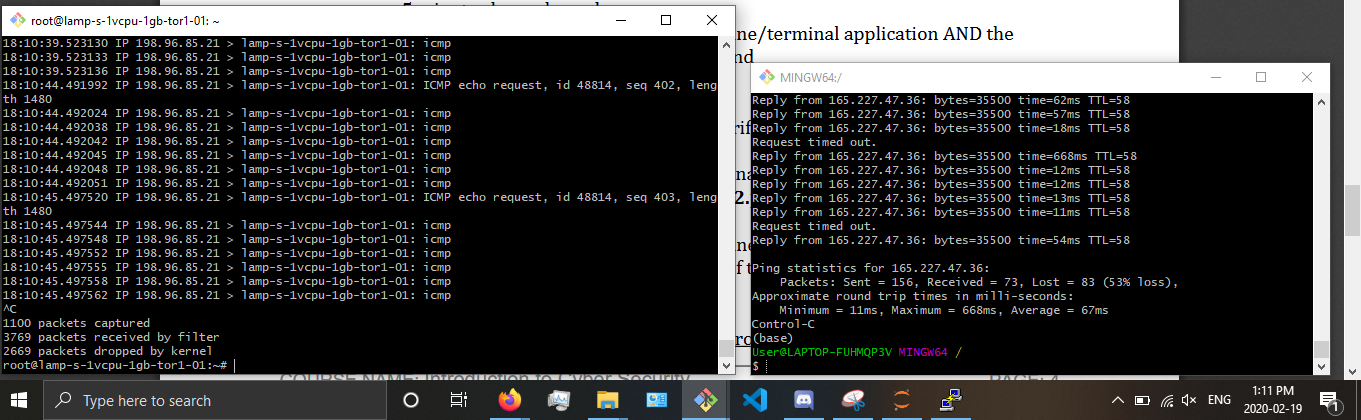 root@lamp-s-1vcpu-1gb-tor1-01: ~
18:10:39.523130 IP 198.96.85.21 > lamp-s-1vcpu-1gb-tor1-01: icmp
18:10:39.523133 IP 198.96.85.21 > lamp-s-1vcpu-1gb-tor1-01: icmp
18:10:39.523136 IP 198.96.85.21 > lamp-s-1vcpu-1gb-tor1-01: icmp
18:10:44.491992 IP 198.96.85.21 > lamp-s-1vcpu-1gb-tor1-01: ICMP echo request, id 48814, seq 402, leng
th 1480
18:10:44.492024 IP 198.96.85.21 > lamp-s-1vcpu-1gb-tor1-01: icmp
18:10:44.492038 IP 198.96.85.21 > lamp-s-1vcpu-1gb-tor1-01: icmp
18:10:44.492042 IP 198.96.85.21 > lamp-s-1vcpu-1gb-tor1-01: icmp
18:10:44.492045 IP 198.96.85.21 > lamp-s-1vcpu-1gb-tor1-01: icmp
18:10:44.492048 IP 198.96.85.21 > lamp-s-1vcpu-1gb-tor1-01: icmp
18:10:44.492051 IP 198.96.85.21 > lamp-s-1vcpu-1gb-tor1-01: icmp
18:10:45.497520 IP 198.96.85.21 > lamp-s-1vcpu-1gb-tor1-01: ICMP echo request, id 48814, seq 403, leng
th 1480
18:10:45.497544 IP 198.96.85.21 > lamp-s-1vcpu-1gb-tor1-01: icmp
18:10:45.497548 IP 198.96.85.21 > lamp-s-1vcpu-1gb-tor1-01: icmp
18:10:45.497552 IP 198.96.85.21 > lamp-s-1vcpu-1gb-tor1-01: icmp
18:10:45.497555 IP 198.96.85.21 > lamp-s-1vcpu-1gb-tor1-01: icmp
18:10:45.497558 IP 198.96.85.21 > lamp-s-1vcpu-1gb-tor1-01: icmp
18:10:45.497562 IP 198.96.85.21 > lamp-s-1vcpu-1gb-tor1-01: icmp
^C
1100 packets captured
3769 packets received by filter
2669 packets dropped by kernel
root@lamp-s-1vcpu-1gb-tor1-01:~#
ne/terminal application AND the
nd
MINGW64:/
Reply from 165.227.47.36: bytes=35500 time=62ms TTL=58
Reply from 165.227.47.36: bytes=35500 time=57ms TTL=58
Reply from 165.227.47.36: bytes=35500 time=18ms TTL=58
Request timed out.
Reply from 165.227.47.36: bytes=35500 time=668ms TTL=58
Reply from 165.227.47.36: bytes=35500 time=12ms TTL=58
Reply from 165.227.47.36: bytes=35500 time=12ms TTL=58
Reply from 165.227.47.36: bytes=35500 time=13ms TTL=58
Reply from 165.227.47.36: bytes=35500 time=11ms TTL=58
Request timed out.
Reply from 165.227.47.36: bytes=35500 time=54ms TTL=58
Ping statistics for 165.227.47.36:
Packets: Sent = 156, Received = 73, Lost = 83 (53% loss),
Approximate round trip times in milli-seconds:
Minimum = 11ms, Maximum = 668ms, Average = 67ms
Control-C
(base)
User@LAPTOP-FUHMQP3V MINGW64 /
$
COURSE NAME: Introduction to Cyber Security PAGE: 4
Type here to search
ENG
1:11 PM
2020-02-19
1